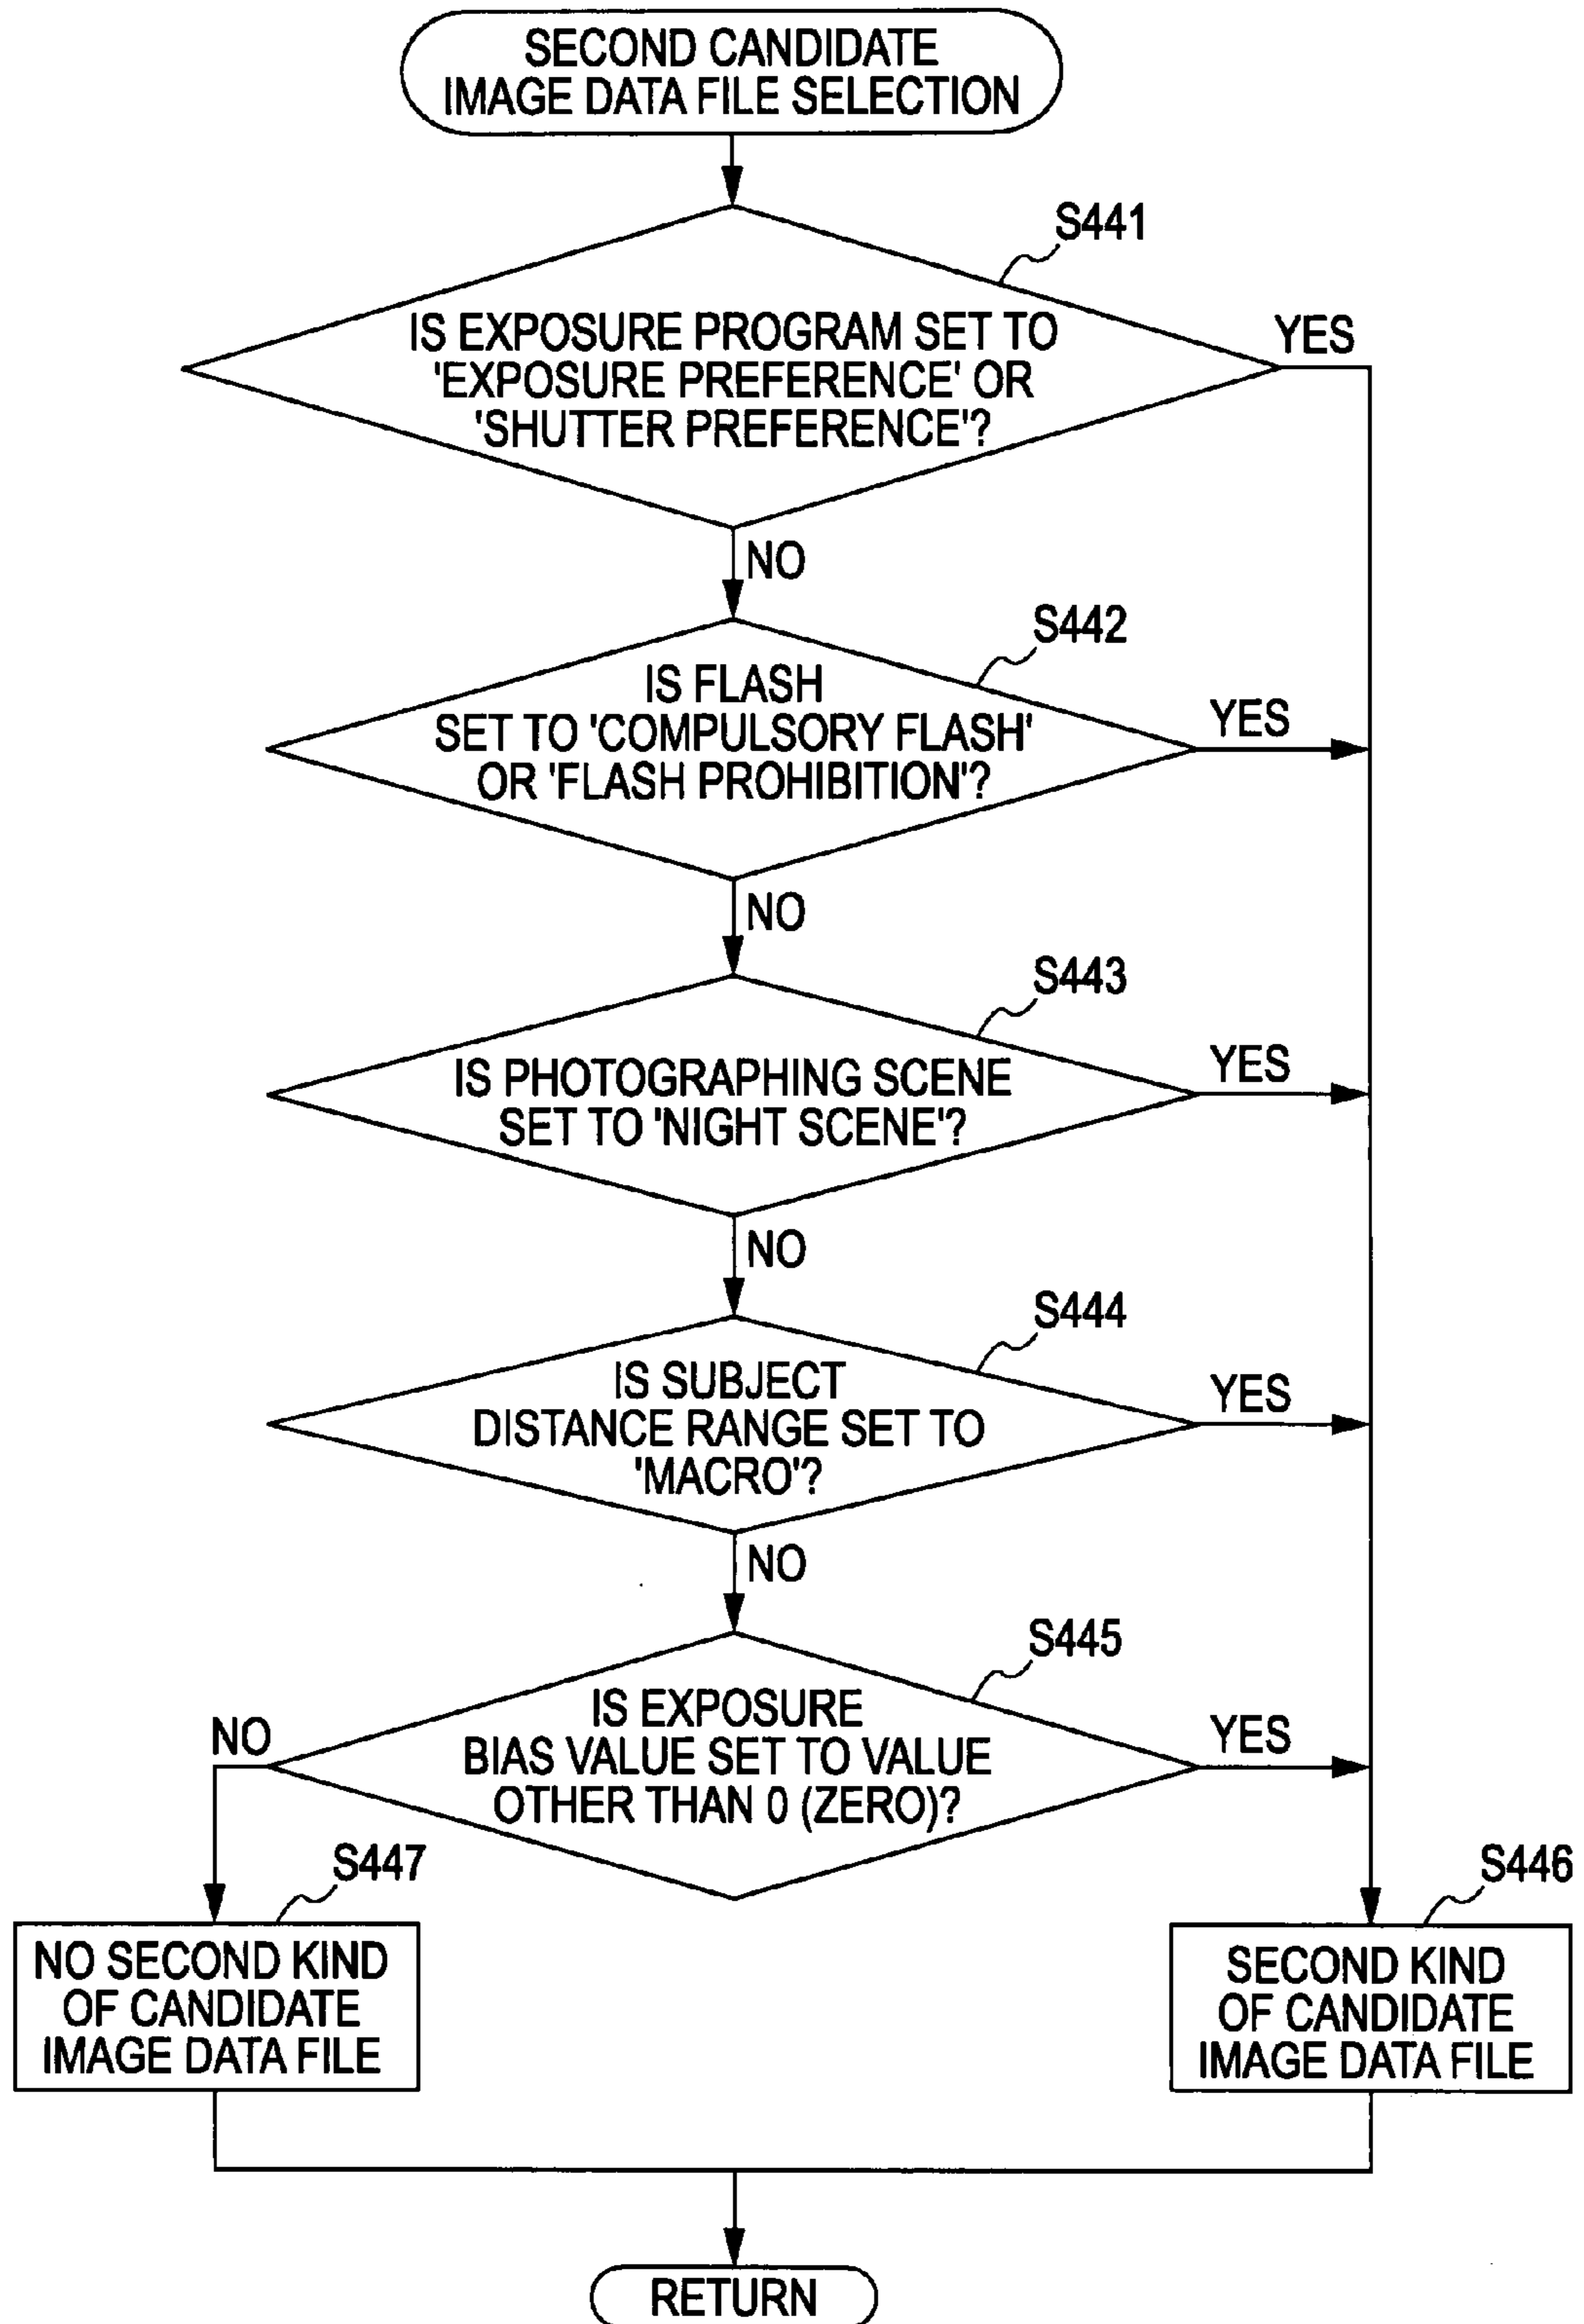 SECOND CANDIDATE
IMAGE DATA FILE SELECTION
S441
IS EXPOSURE PROGRAM SET TO
'EXPOSURE PREFERENCE' OR
'SHUTTER PREFERENCE'?
YES
NO
S442
IS FLASH
SET TO 'COMPULSORY FLASH'
OR 'FLASH PROHIBITION'?
YES
NO
S443
IS PHOTOGRAPHING SCENE
SET TO 'NIGHT SCENE'?
YES
NO
S444
IS SUBJECT
DISTANCE RANGE SET TO
'MACRO'?
YES
NO
S445
IS EXPOSURE
BIAS VALUE SET TO VALUE
OTHER THAN 0 (ZERO)?
NO
YES
S447
NO SECOND KIND
OF CANDIDATE
IMAGE DATA FILE
S446
SECOND KIND
OF CANDIDATE
IMAGE DATA FILE
RETURN